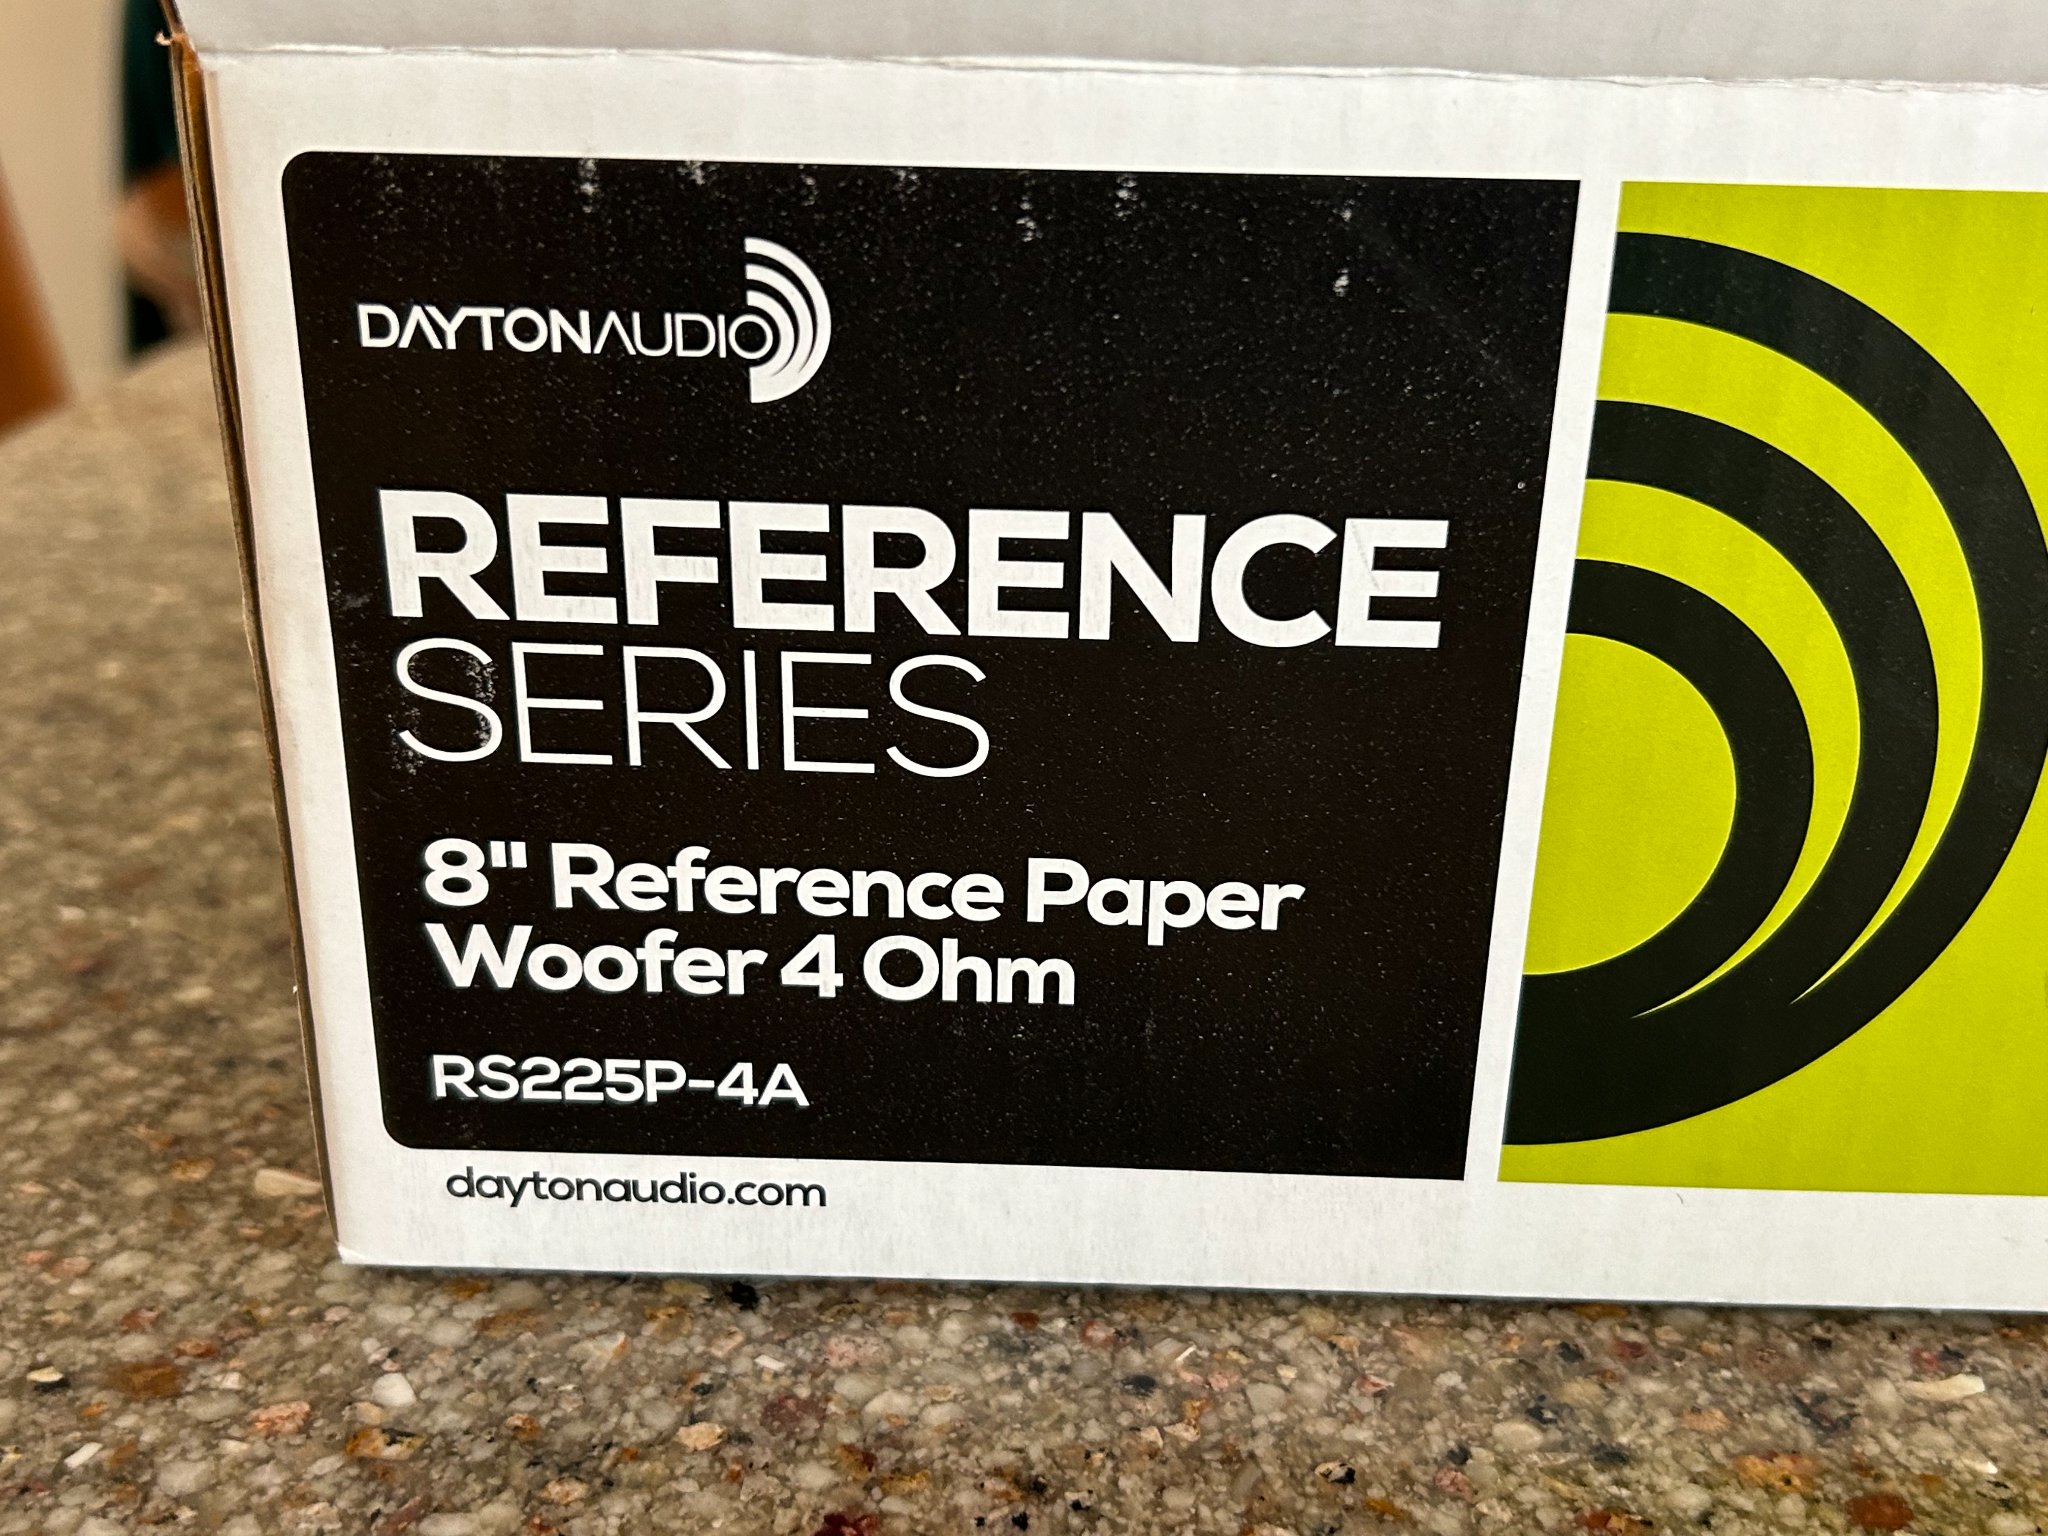 DAYTONAUDIO
REFERENCE
SERIES
8" Reference Paper
Woofer 4 Ohm
RS225P-4A
daytonaudio.com